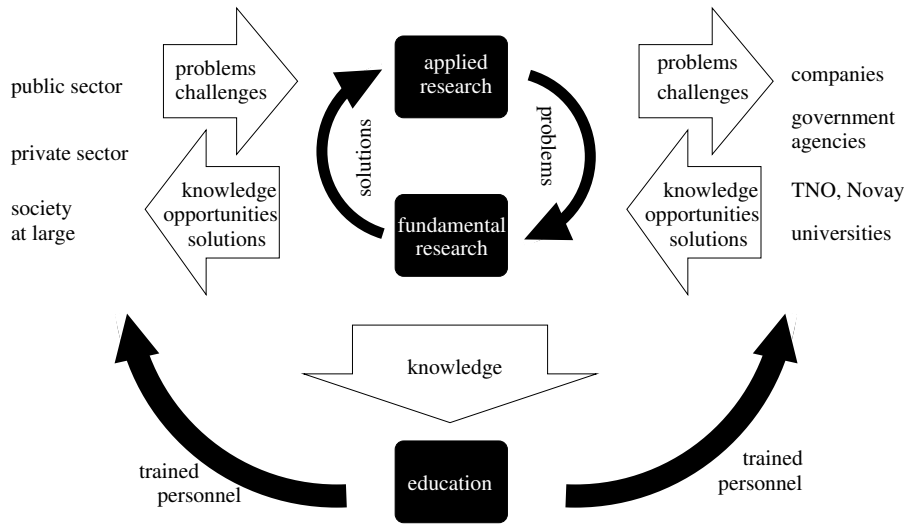 public sector
private sector
society
at large
problems
challenges
knowledge
opportunities
solutions
applied
research
solutions
problems
fundamental
research
problems
challenges
knowledge
opportunities
solutions
companies
government
agencies
TNO, Novay
universities
knowledge
trained
personnel
education
trained
personnel